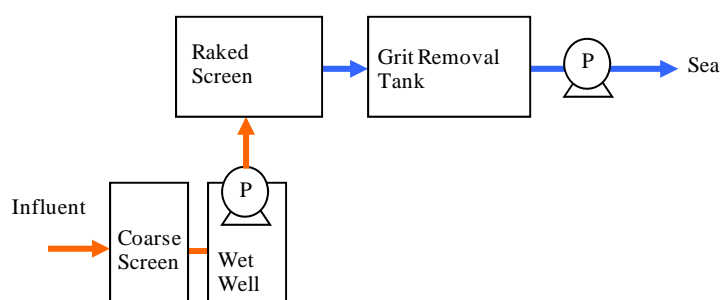 Raked
Screen
Grit Removal
Tank
P
Sea
P
Influent
Coarse
Screen
Wet
Well